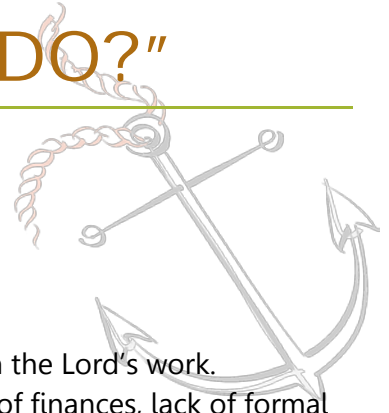 DO?"
n the Lord's work.
of finances, lack of formal